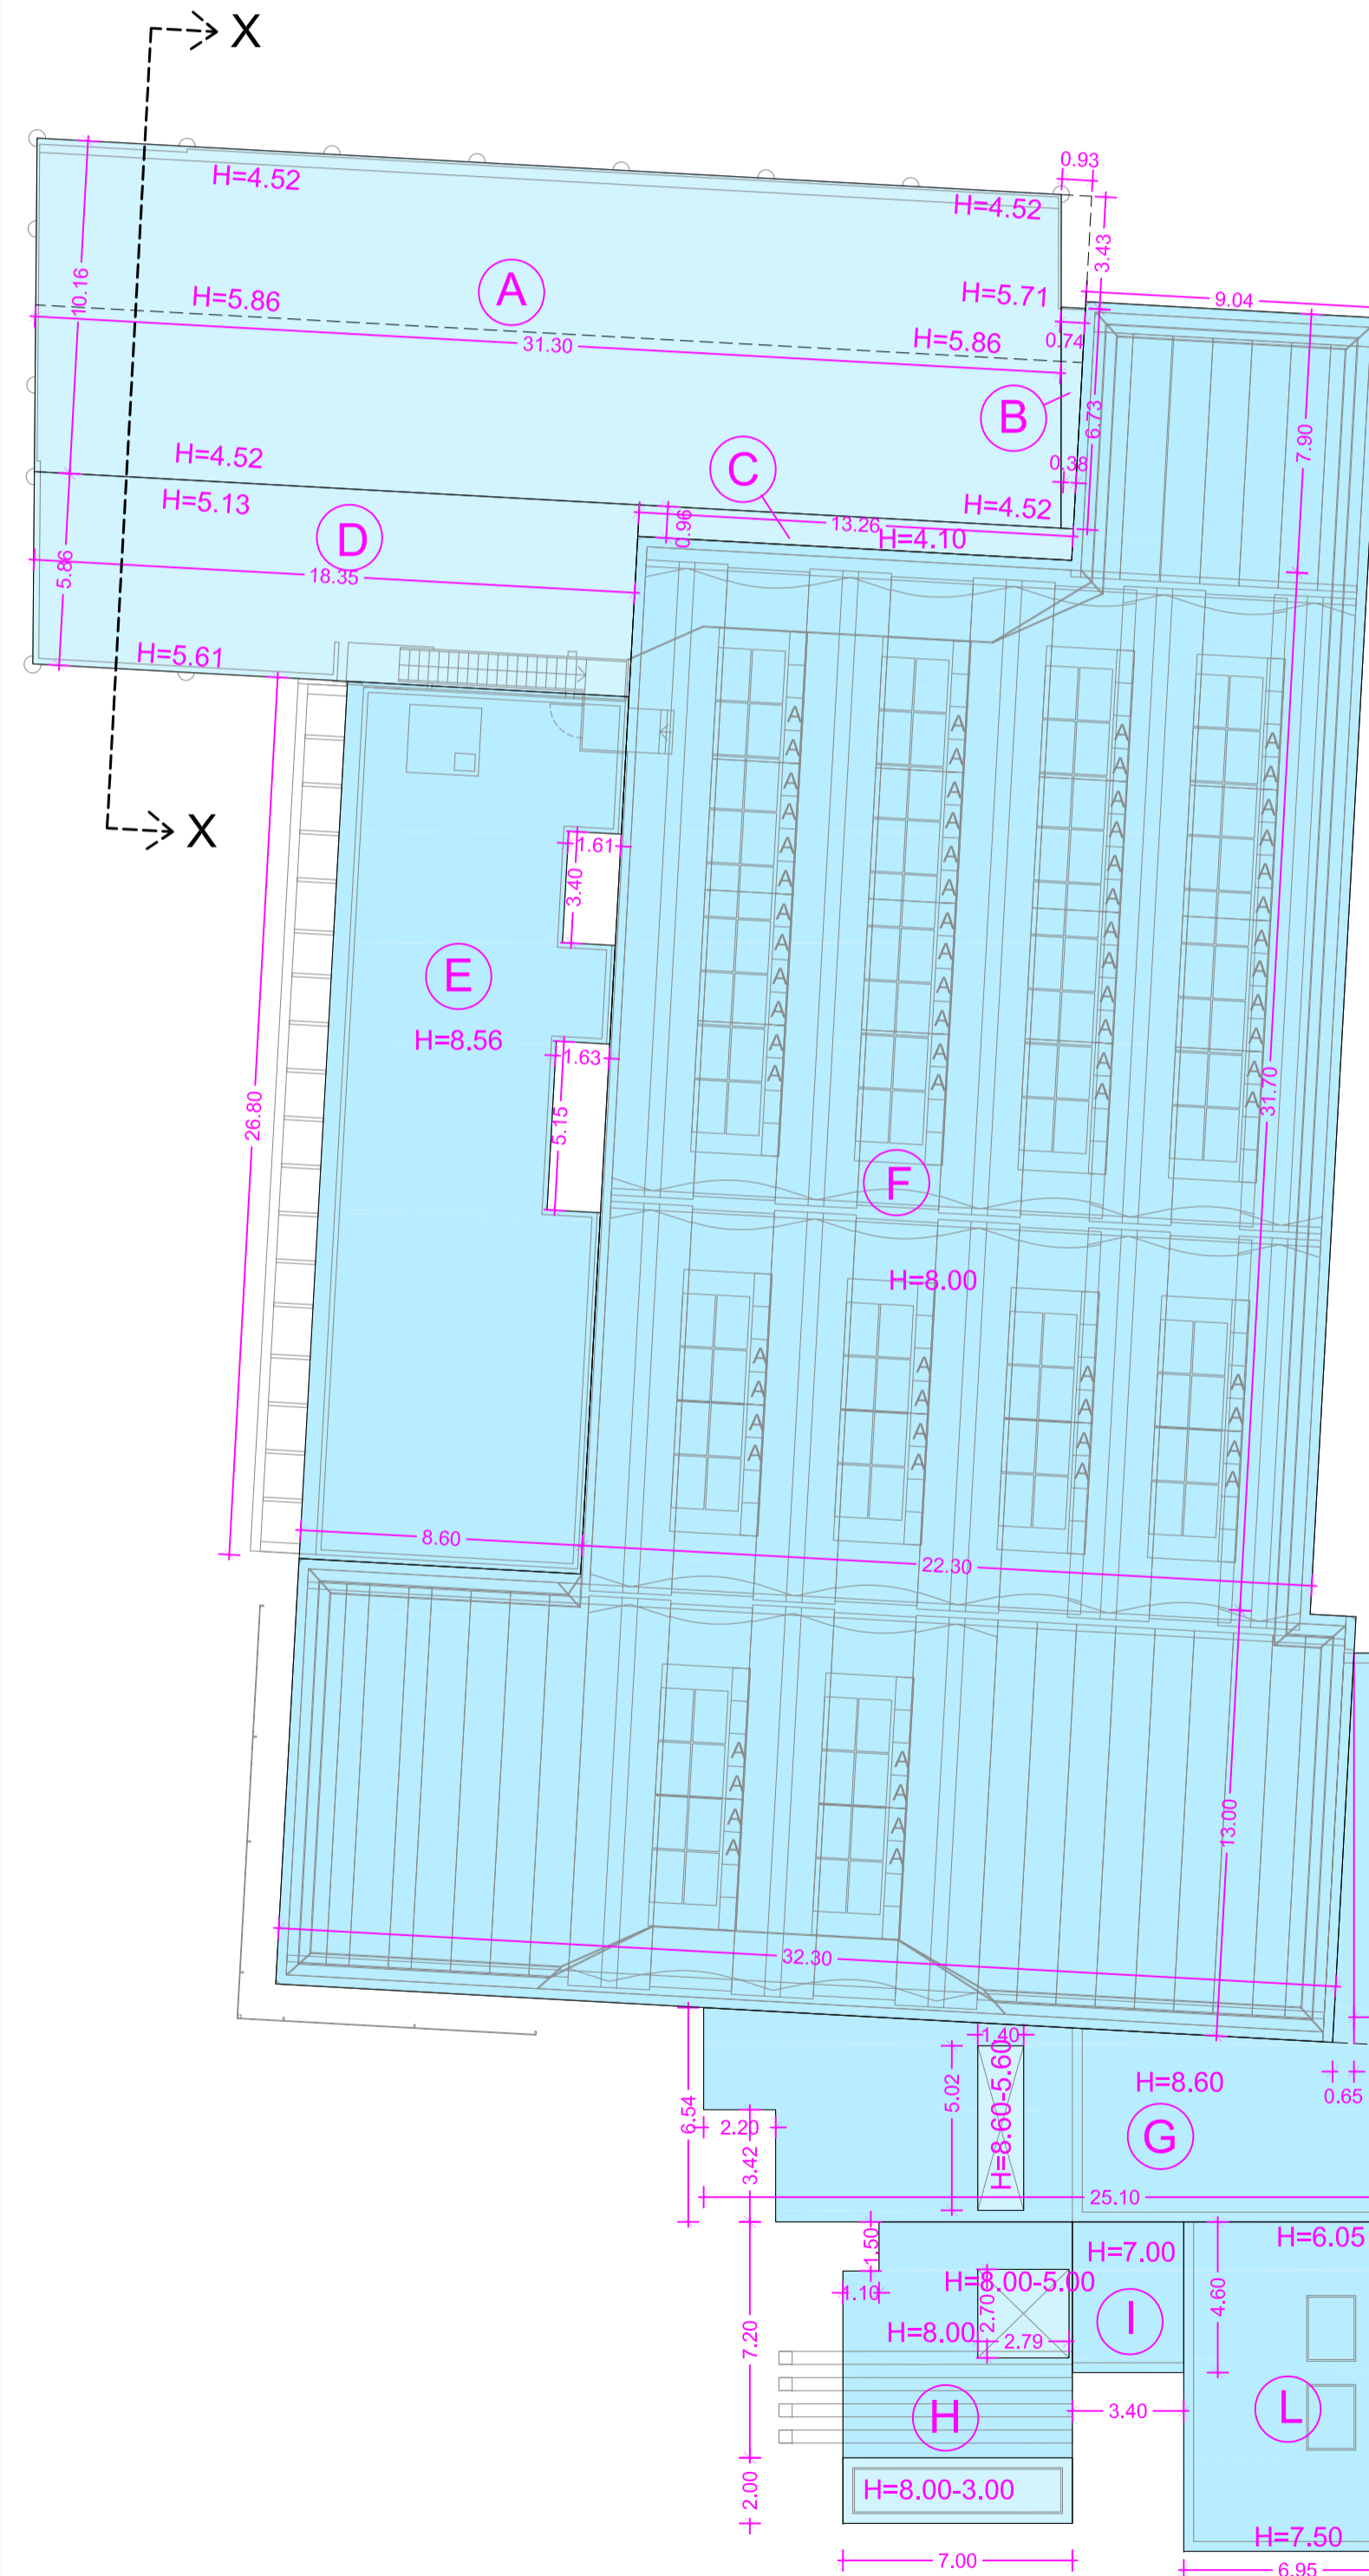 X
0.93
H=4.52
H=4.52
3.43
10.16
A
H=5.86
H=5.71
9.04
31.30
H=5.86
0.74
B
6.73
7.90
H=4.52
C
0.38
H=5.13
H=4.52
D
0.96
13.26
H=4.10
5.86
18.35
H=5.61
X
A A A A A A A A A A A
A A A A A A A A A A A A
A A A A A A A A A A A A
A A A A A A A A A A A A
1.61
3.40
E
H=8.56
1.63
5.15
26.80
31.70
F
H=8.00
A A A A
A A A A
A A A A
A A A A
8.60
22.30
A A A A
A A A A
13.00
32.30
1.40
H=8.60-5.60
5.02
H=8.60
0.65
6.54
2.20
3.42
G
25.10
1.50
H=7.00
H=6.05
H=8.00-5.00
1.10
2.70
4.60
I
H=8.00
2.79
7.20
H
3.40
L
2.00
H=8.00-3.00
H=7.50
7.00
6.95